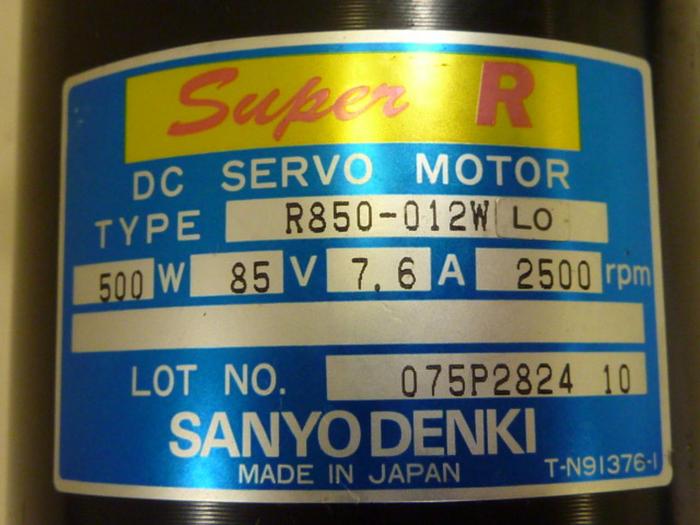 Super R
DC SERVO MOTOR
TYPE R850-012W LO
500 W 85 V 7.6 A 2500 rpm
LOT NO. 075P2824 10
SANYO DENKI
MADE IN JAPAN T-N91376-1